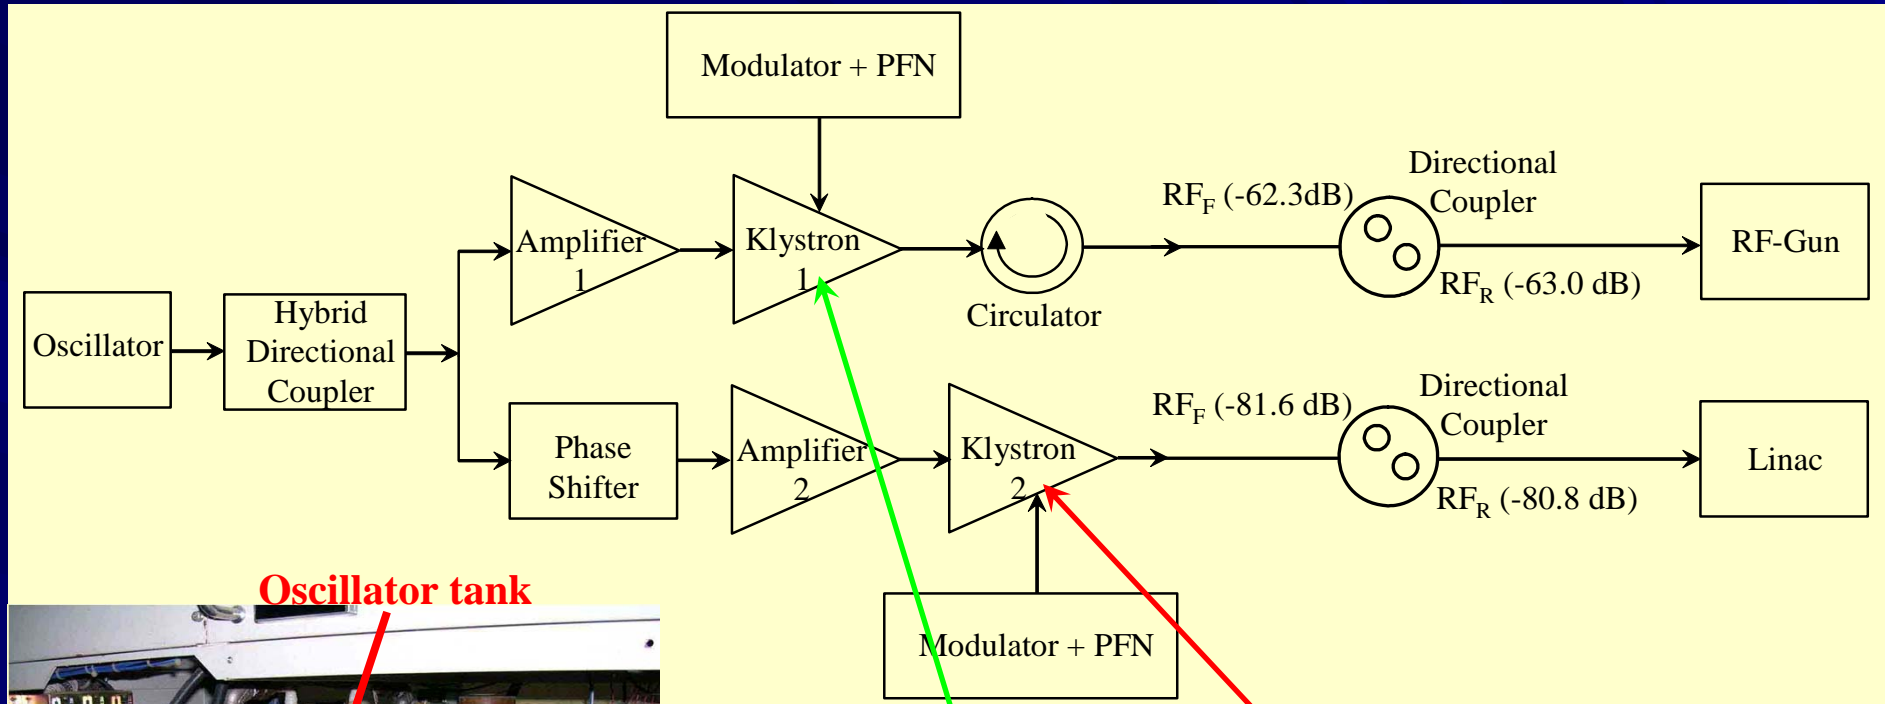 Modulator + PFN
Amplifier
1
Klystron
1
Circulator
RF_F (-62.3dB)
Directional
Coupler
RF_R (-63.0 dB)
RF-Gun
Oscillator
Hybrid
Directional
Coupler
Phase
Shifter
Amplifier
2
Klystron
2
RF_F (-81.6 dB)
Directional
Coupler
RF_R (-80.8 dB)
Linac
Modulator + PFN
Oscillator tank